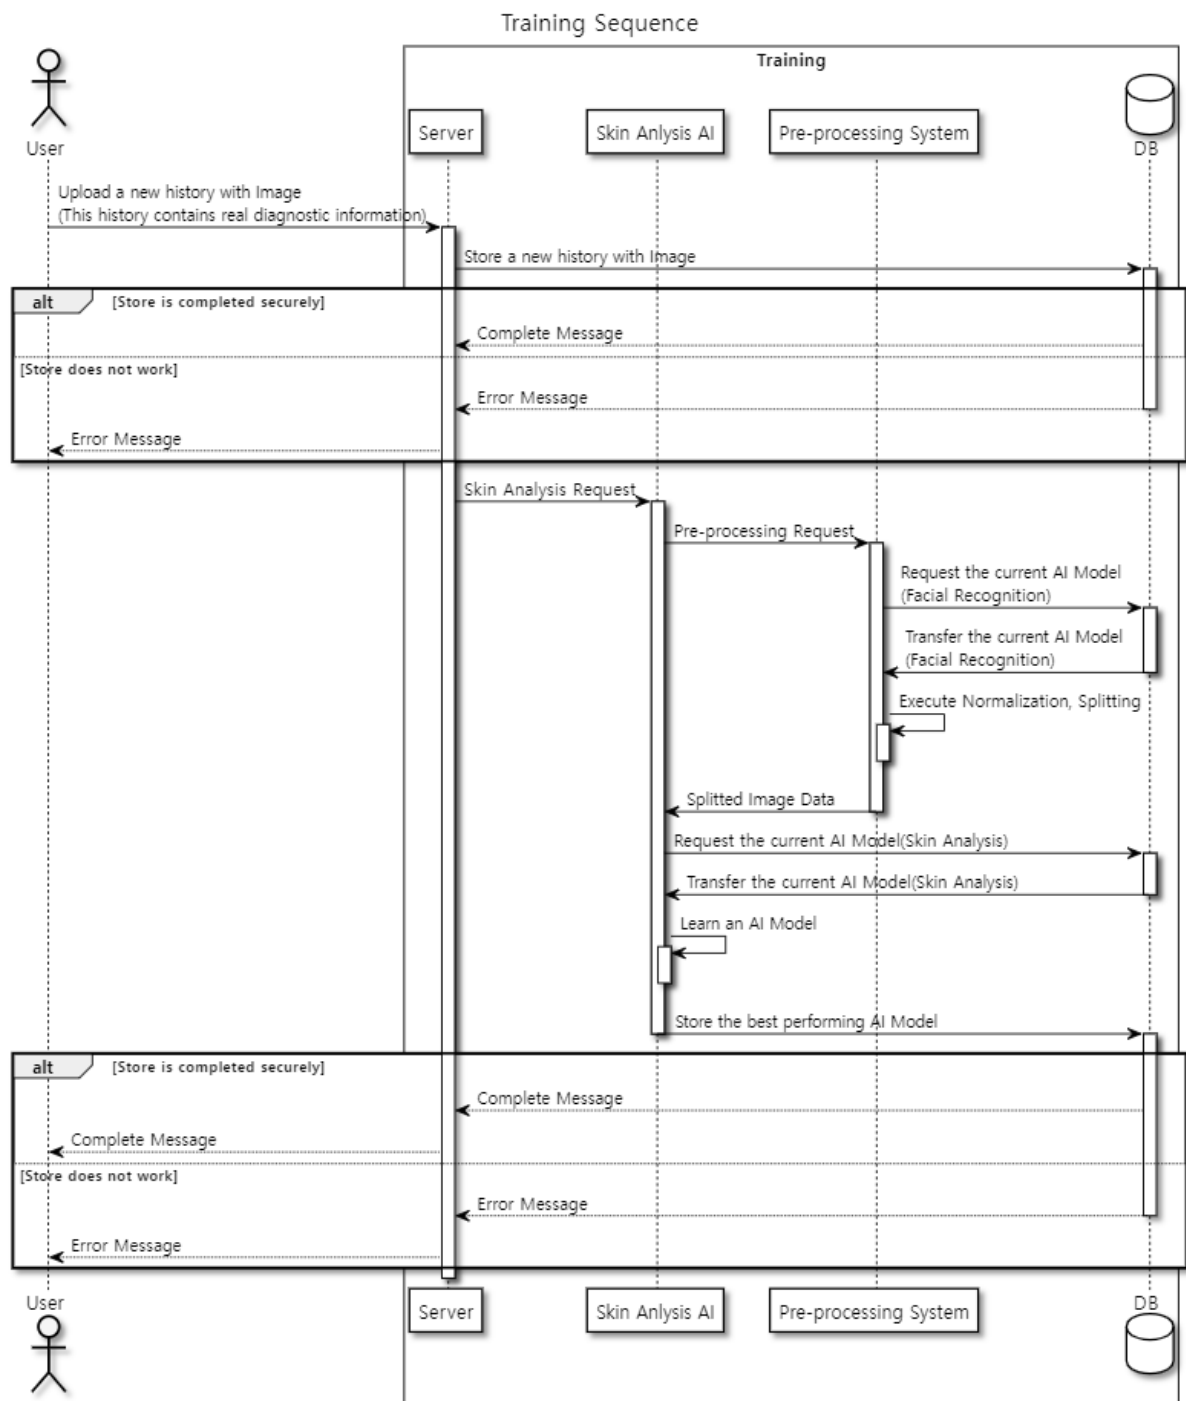 Training Sequence
Training
User
Server
Skin Anlysis AI
Pre-processing System
DB
Upload a new history with Image
(This history contains real diagnostic information)
Store a new history with Image
alt
[Store is completed securely]
Complete Message
[Store does not work]
Error Message
Error Message
Skin Analysis Request
Pre-processing Request
Request the current AI Model
(Facial Recognition)
Transfer the current AI Model
(Facial Recognition)
Execute Normalization, Splitting
Splitted Image Data
Request the current AI Model(Skin Analysis)
Transfer the current AI Model(Skin Analysis)
Learn an AI Model
Store the best performing AI Model
alt
[Store is completed securely]
Complete Message
Complete Message
[Store does not work]
Error Message
Error Message
User
Server
Skin Anlysis AI
Pre-processing System
DB